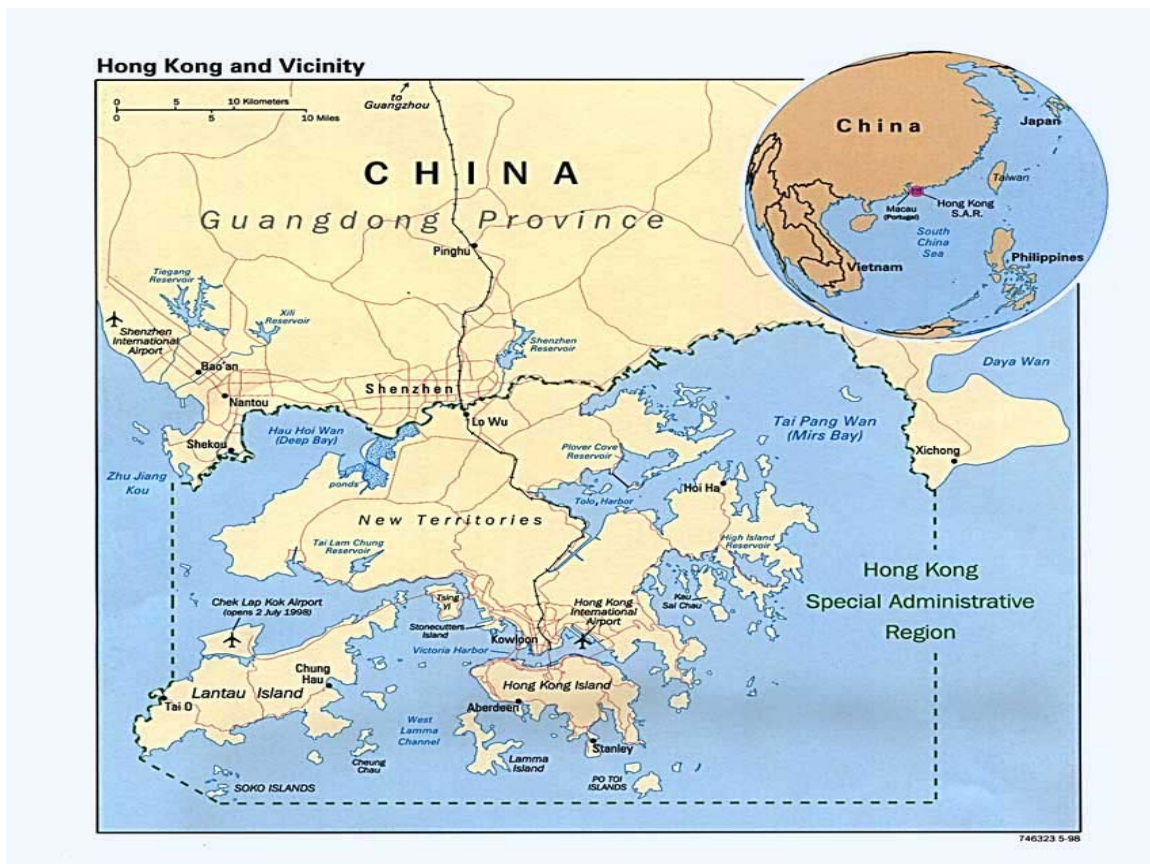 Hong Kong and Vicinity
0 5 10 Kilometers
0 5 10 Miles
to
Guangzhou
CHINA
Guangdong Province
Pinghu
Tiegang
Reservoir
Xili
Reservoir
Shenzhen
International
Airport
Shenzhen
Reservoir
Bao'an
Nantou
Shenzhen
Lo Wu
Shekou
Hau Hoi Wan
(Deep Bay)
Zhu Jiang
Kou
ponds
Plover Cove
Reservoir
Tai Pang Wan
(Mirs Bay)
Daya Wan
Xichong
Tolo, Harbor
Hoi Ha
New Territories
Tai Lam Chung
Reservoir
High Island
Reservoir
Hong Kong
Special Administrative
Region
Chek Lap Kok Airport
(opens 2 July 1998)
Tsing
Yi
Stonecutters
Island
Kowloon
Victoria Harbor
Hong Kong
International
Airport
Kau
Sai Chau
Chung
Hau
Lantau Island
Tai O
Hong Kong Island
Aberdeen
Stanley
West
Lamma
Channel
Lamma
Island
Cheung
Chau
SOKO ISLANDS
PO TOI
ISLANDS
China
Japan
Taiwan
Macau
(Portugal)
Hong Kong
S.A.R.
South
China
Sea
Vietnam
Philippines
746323 5-98